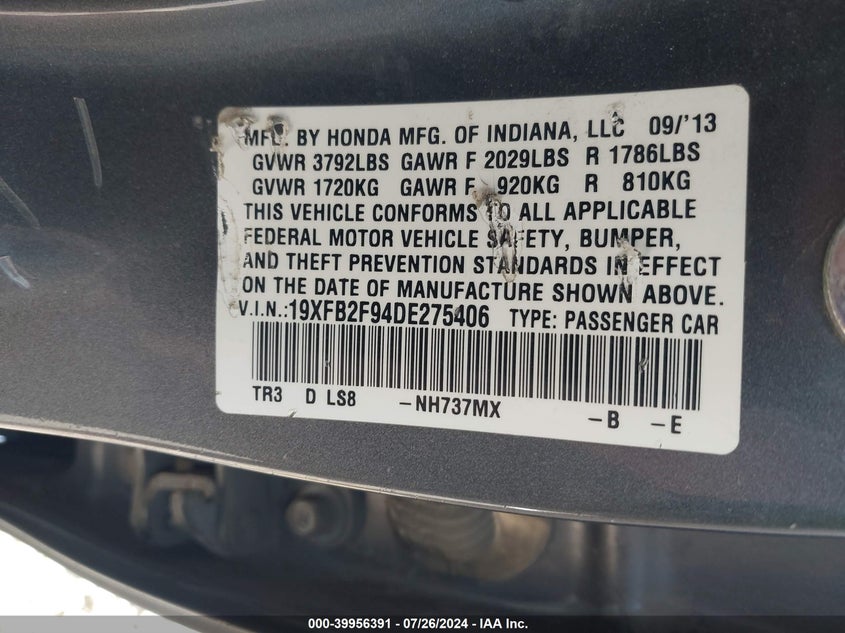 MFD. BY HONDA MFG. OF INDIANA, LLC 09/'13
GVWR 3792LBS GAWR F 2029LBS R 1786LBS
GVWR 1720KG GAWR F 920KG R 810KG
THIS VEHICLE CONFORMS TO ALL APPLICABLE
FEDERAL MOTOR VEHICLE SAFETY, BUMPER,
AND THEFT PREVENTION STANDARDS IN EFFECT
ON THE DATE OF MANUFACTURE SHOWN ABOVE.
V.I.N.:19XFB2F94DE275406 TYPE: PASSENGER CAR
TR3 D LS8 -NH737MX -B -E
000-39956391 - 07/26/2024 - IAA Inc.